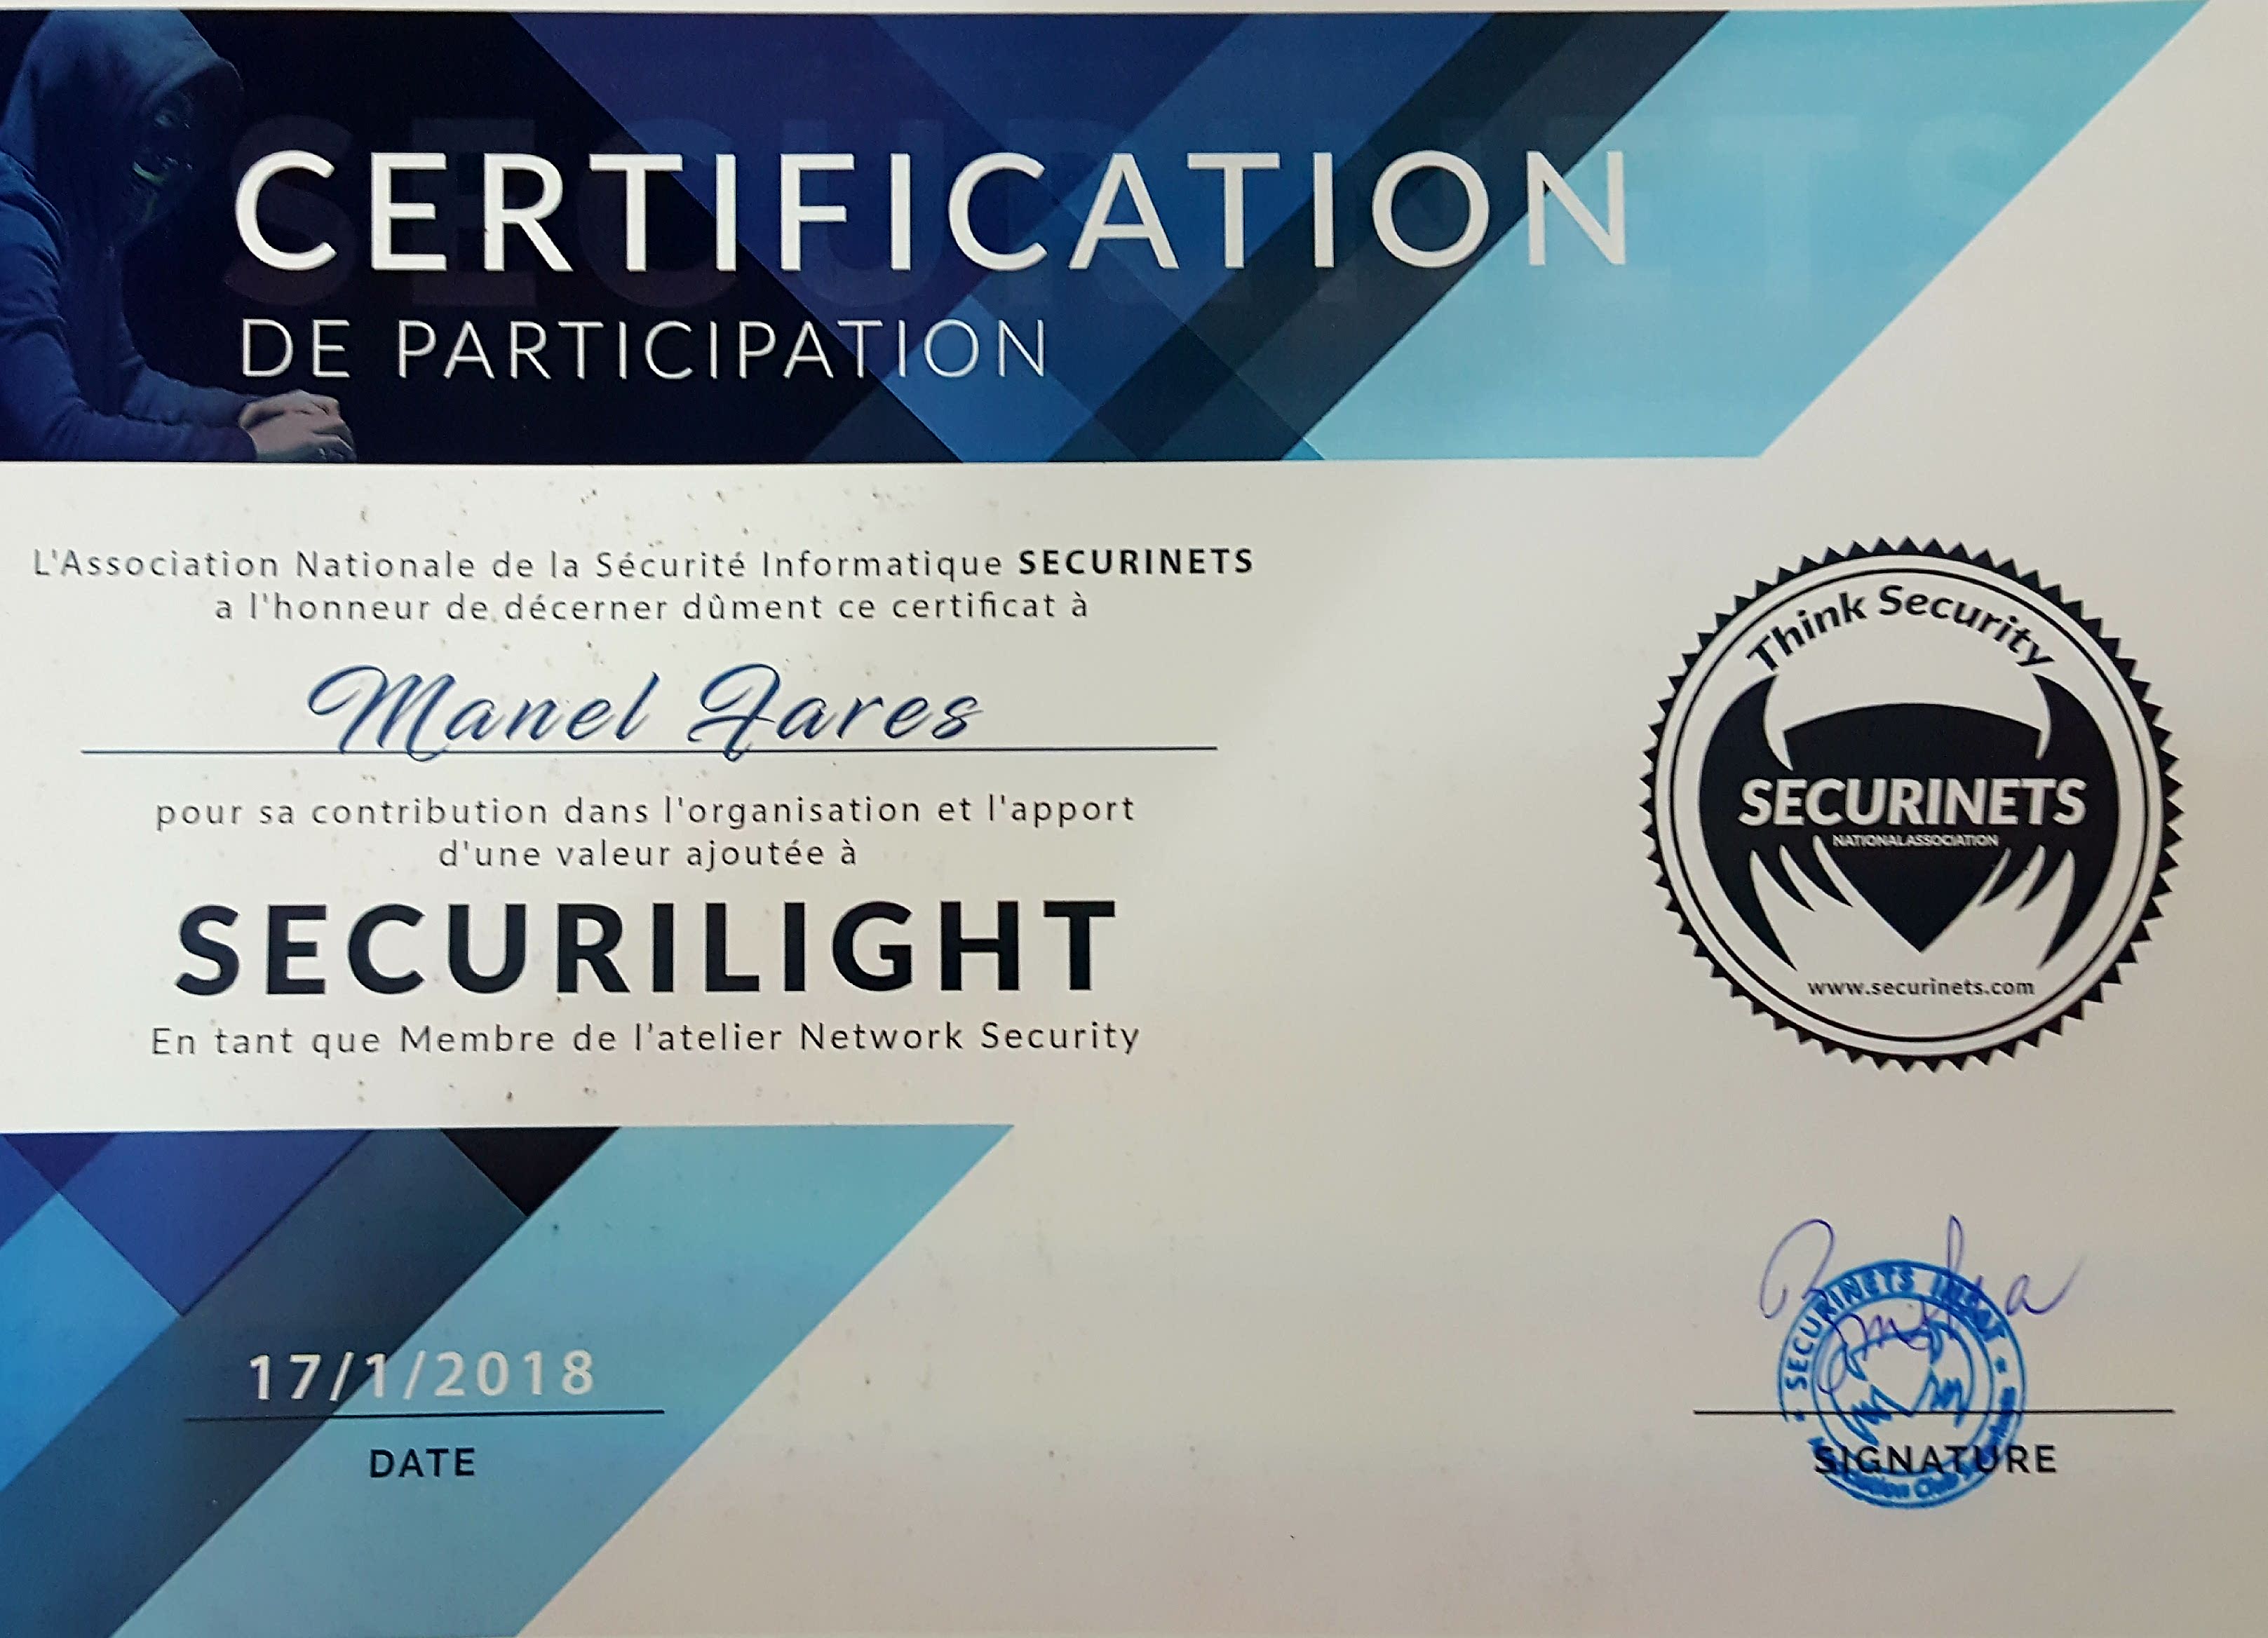 CERTIFICATION
DE PARTICIPATION
L'Association Nationale de la Sécurité Informatique SECURINETS
a l'honneur de décerner dûment ce certificat à
Manel Fares
pour sa contribution dans l'organisation et l'apport
d'une valeur ajoutée à
SECURILIGHT
En tant que Membre de l'atelier Network Security
Think Security
SECURINETS
NATIONAL ASSOCIATION
www.securinets.com
17/1/2018
DATE
SECURINETS
SIGNATURE